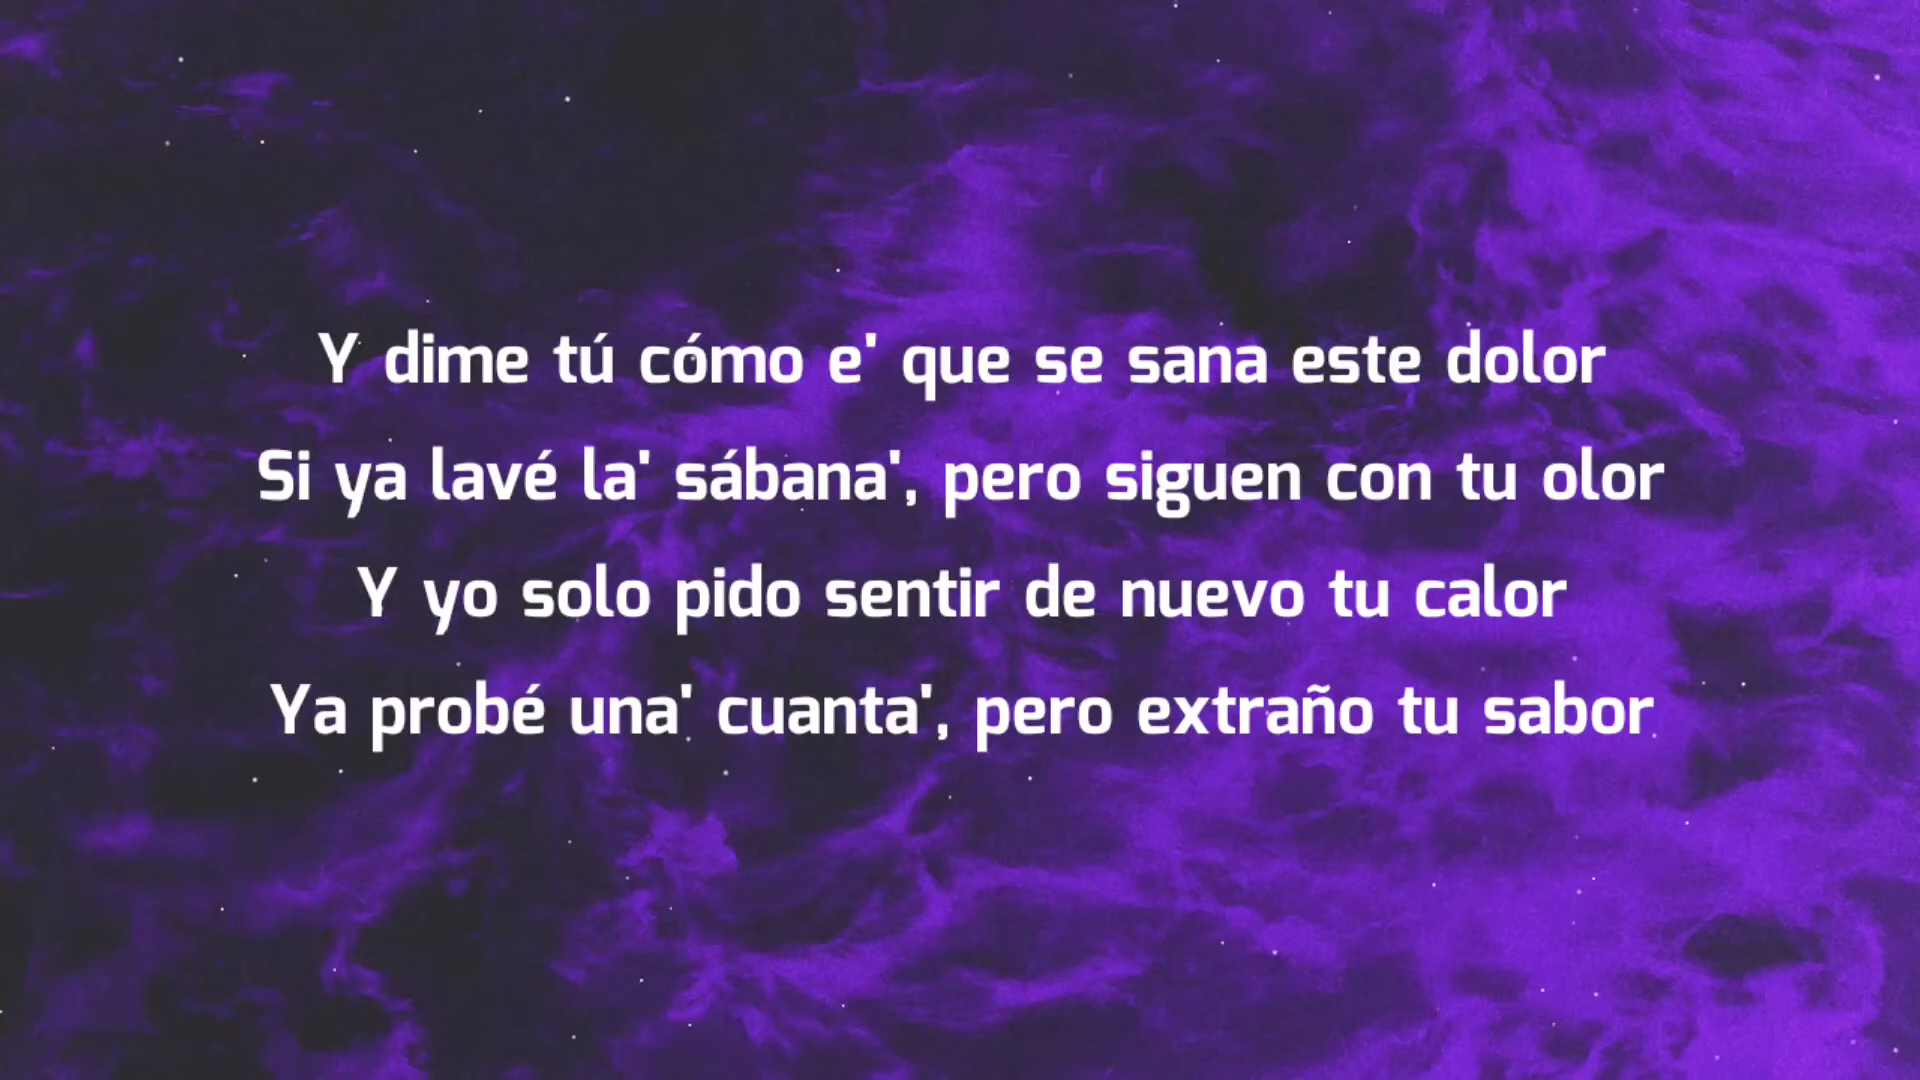 Y dime tú cómo e' que se sana este dolor
Si ya lavé la' sábana', pero siguen con tu olor
Y yo solo pido sentir de nuevo tu calor
Ya probé una' cuanta', pero extraño tu sabor